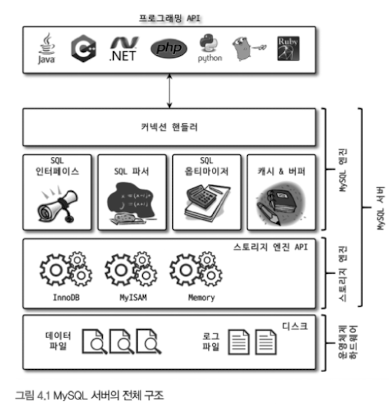 프로그래밍 API
Java
C++
.NET
php
python
Ruby
커넥션 핸들러
SQL
인터페이스
SQL 파서
SQL
옵티마이저
캐시 & 버퍼
MySQL 엔진
스토리지 엔진 API
InnoDB
MyISAM
Memory
스토리지 엔진
MySQL 서버
데이터
파일
로그
파일
디스크
운영체제
하드웨어
그림 4.1 MySQL 서버의 전체 구조